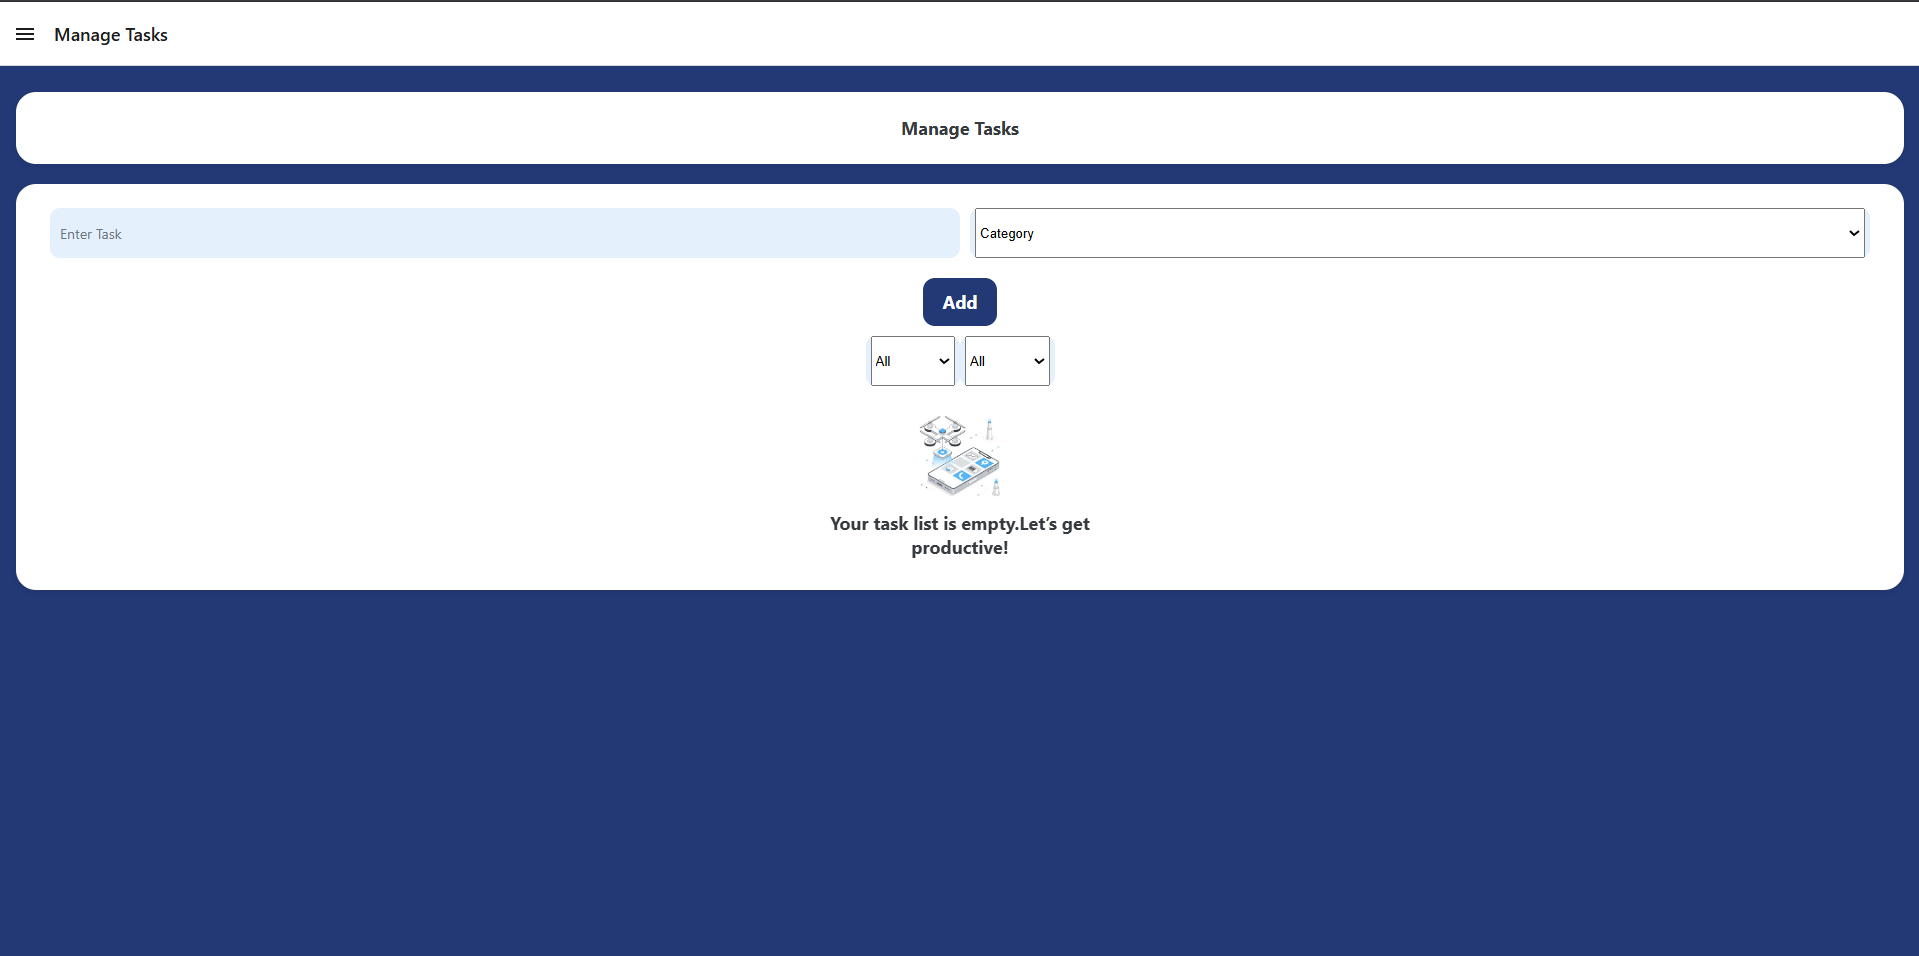 Manage Tasks
Manage Tasks
Enter Task
Category
Add
All
All
Your task list is empty.Let’s get
productive!